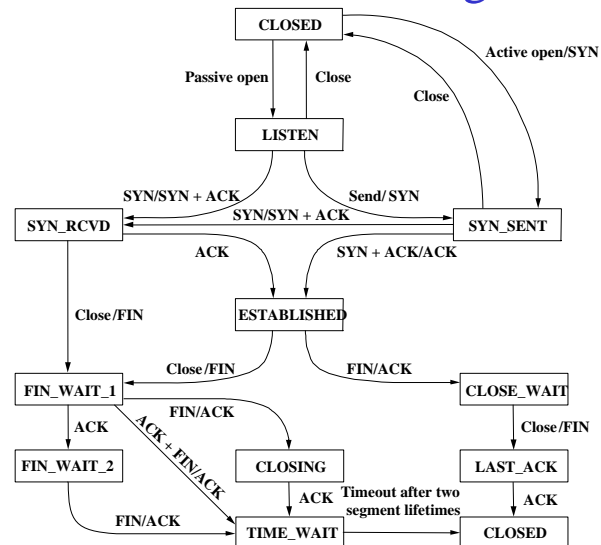 CLOSED
Active open/SYN
Passive open
Close
Close
LISTEN
SYN/SYN + ACK
Send/ SYN
SYN/SYN + ACK
SYN_RCVD
SYN_SENT
ACK
SYN + ACK/ACK
ESTABLISHED
Close/FIN
Close/FIN
FIN/ACK
FIN_WAIT_1
CLOSE_WAIT
FIN/ACK
ACK
ACK + FIN/ACK
Close/FIN
FIN_WAIT_2
CLOSING
LAST_ACK
ACK
Timeout after two
segment lifetimes
ACK
FIN/ACK
TIME_WAIT
CLOSED